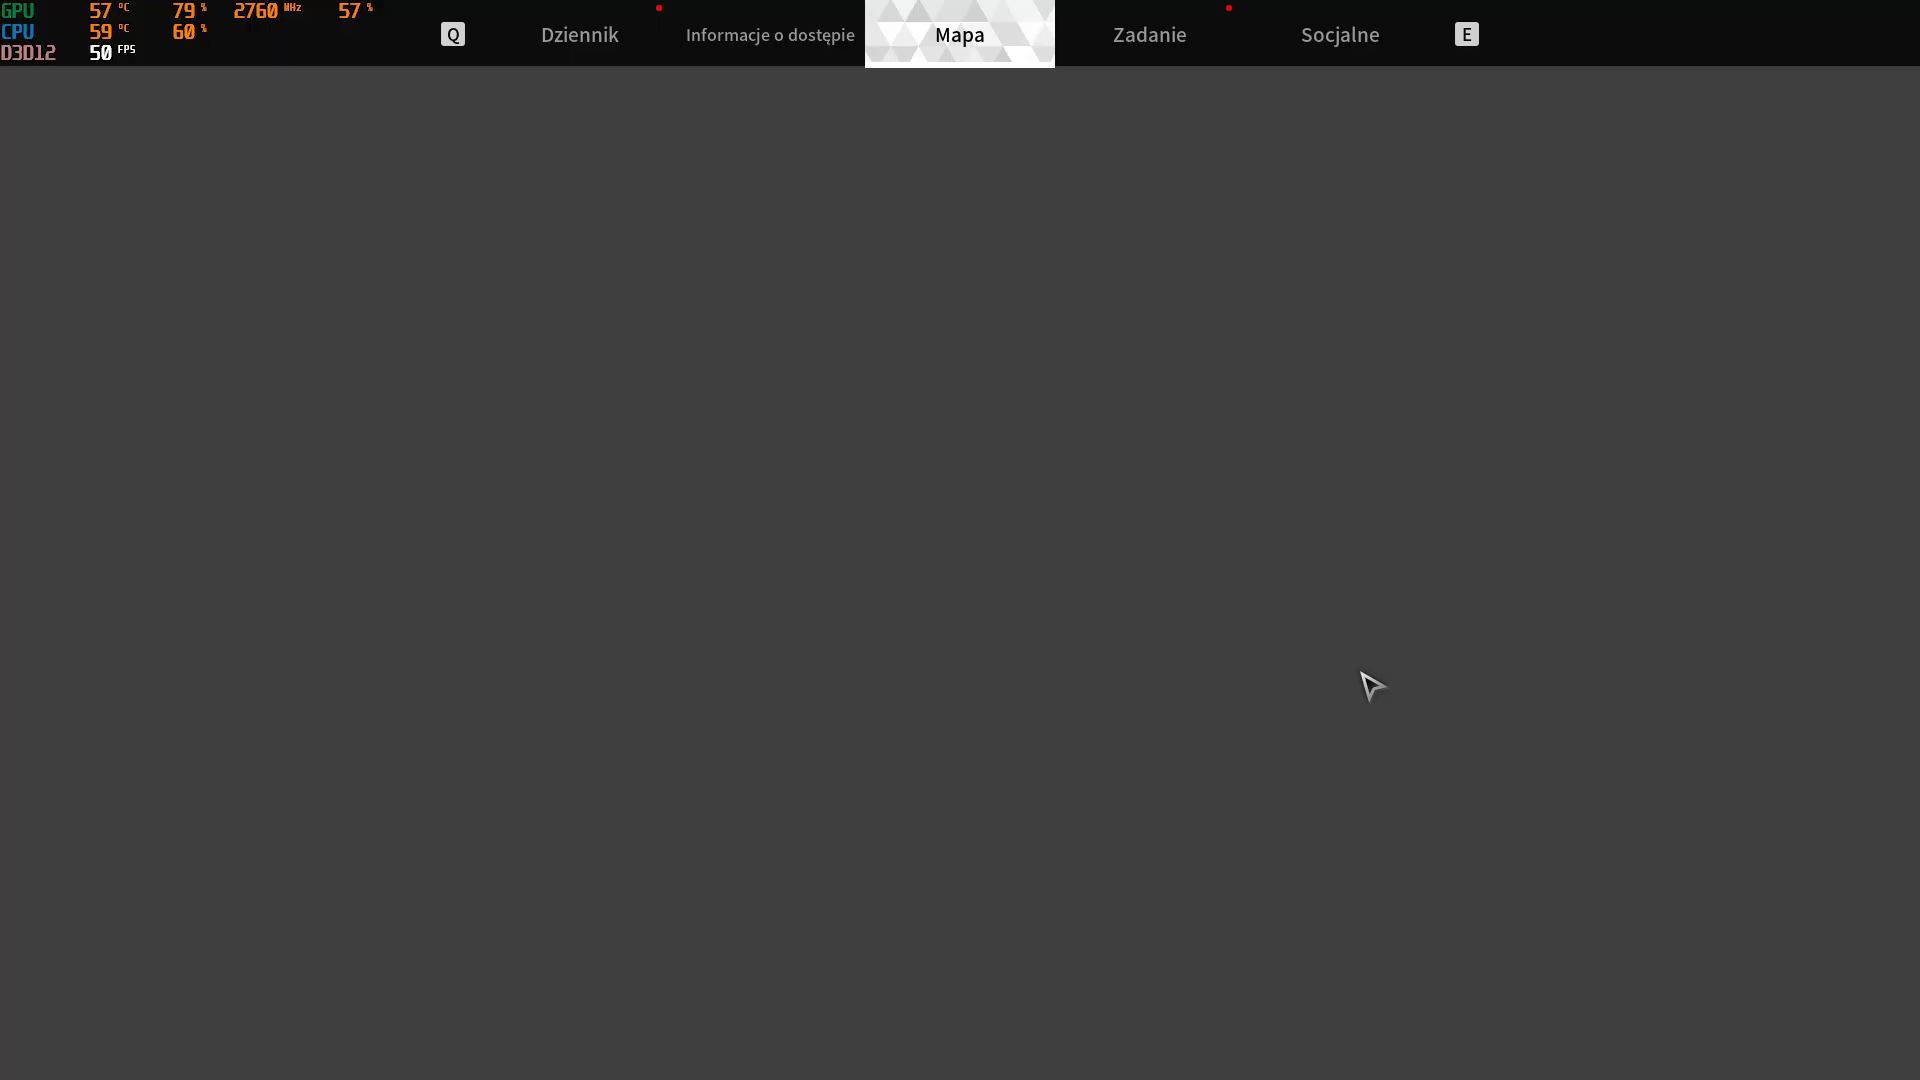 GPU 57 °C 79 % 2760 MHz 57 %
CPU 59 °C 60 %
D3D12 50 FPS
Q Dziennik Informacje o dostępie Mapa Zadanie Socjalne E